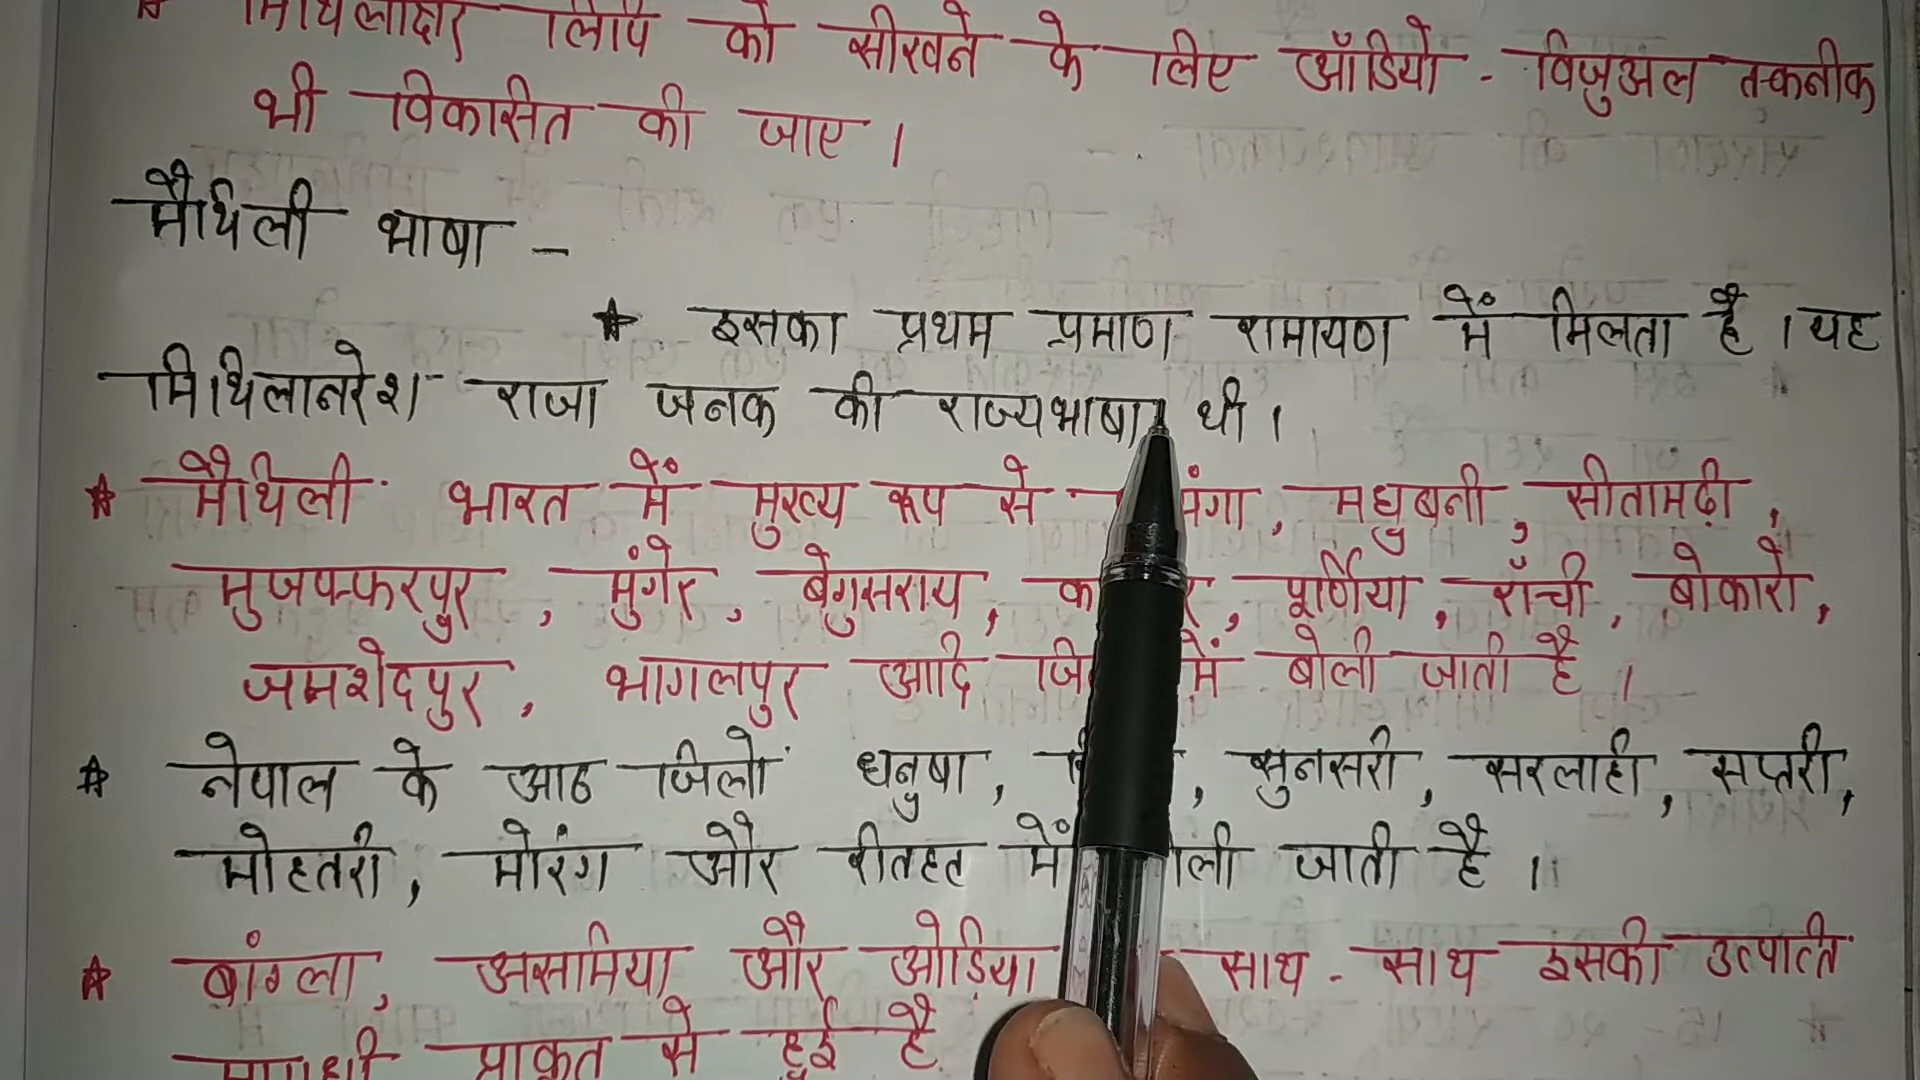 लिपि को सीखने के लिए ऑडियो - विज़ुअल तकनीक
भी विकसित की जाए ।
मैथिली भाषा -
★ इसका प्रथम प्रमाण रामायण में मिलता है । यह
मिथिलानरेश राजा जनक की राज्यभाषा थी ।
★ मैथिली भारत में मुख्य रूप से मधुबनी, सीतामढ़ी,
मुजफ्फरपुर, मुंगेर, बेगुसराय, पूर्णिया, राँची, बोकारो,
जमशेदपुर, भागलपुर आदि में बोली जाती है ।
★ नेपाल के आठ जिलों धनुषा, सुनसरी, सरलाही, सप्तरी,
मोहतरी, मोरंग और रौतहट में जाती है ।
★ बांग्ला, असमिया और ओडिया साथ - साथ इसकी उत्पत्ति
प्राकृत से हुई है